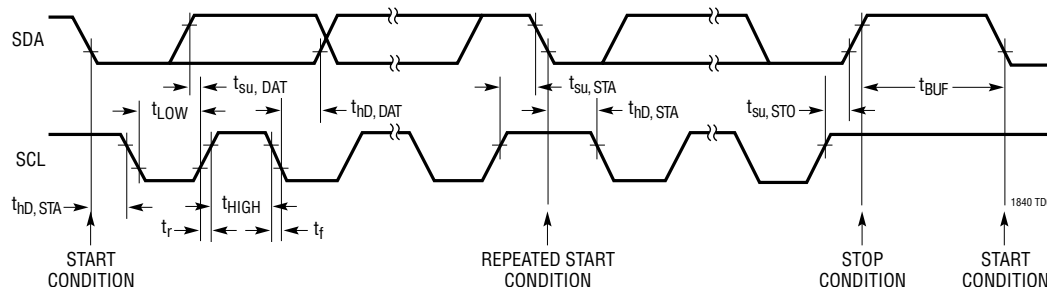 SDA
tsu, DAT
tLOW
thD, DAT
tsu, STA
thD, STA
tsu, STO
tBUF
SCL
thD, STA
tr
tHIGH
tf
1840 TD
START
CONDITION
REPEATED START
CONDITION
STOP
CONDITION
START
CONDITION